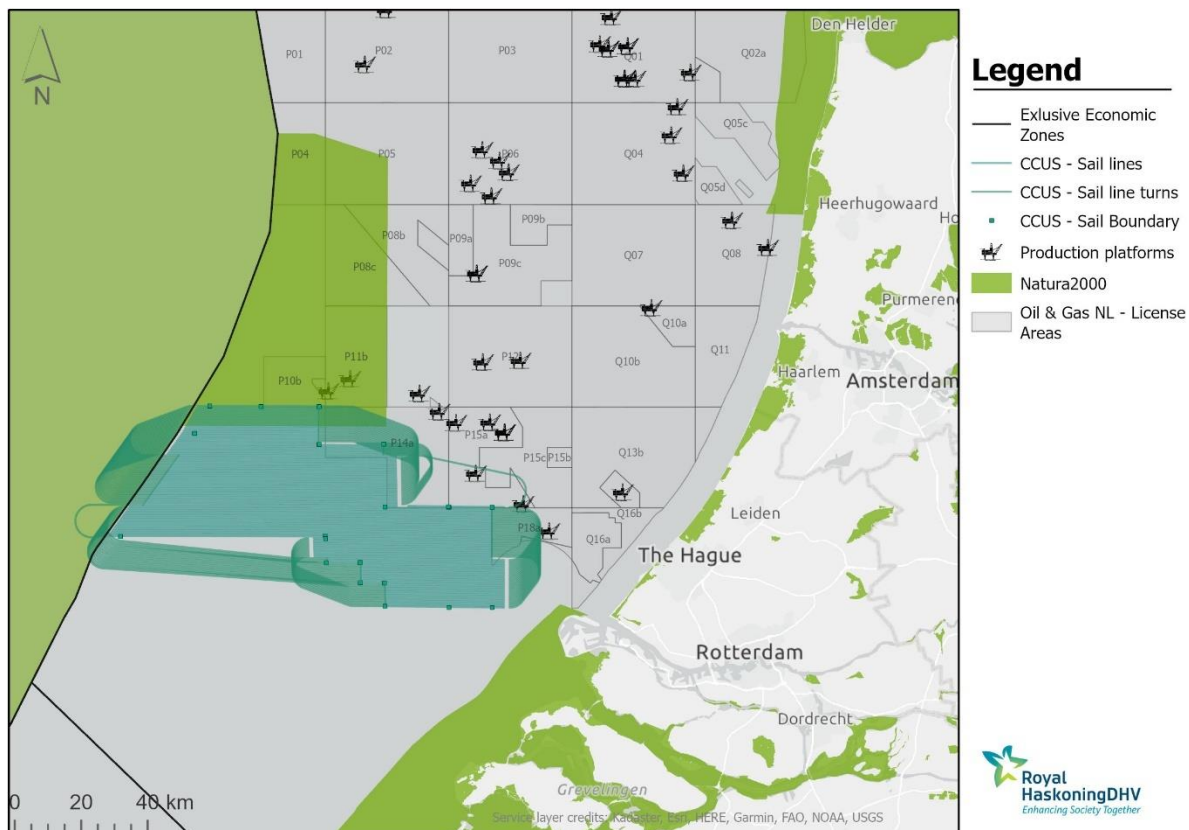 Den Helder
P01
P02
P03
Q01
Q02a
P04
P05
P06
Q04
Q05c
Q05d
Heerhugowaard
Ho
P08b
P09a
P09b
P08c
P09c
Q07
Q08
Purmerend
Q10a
P11b
P12
Q10b
Q11
P10b
Haarlem
Amsterdam
P14a
P15a
P15c
P15b
Q13b
Leiden
Q16b
P18a
Q16a
The Hague
Rotterdam
Dordrecht
Grevelingen
N
0 20 40 km
Service layer credits: Kadaster, Esri, HERE, Garmin, FAO, NOAA, USGS
Legend
Exlusive Economic
Zones
CCUS - Sail lines
CCUS - Sail line turns
CCUS - Sail Boundary
Production platforms
Natura2000
Oil & Gas NL - License
Areas
Royal
HaskoningDHV
Enhancing Society Together